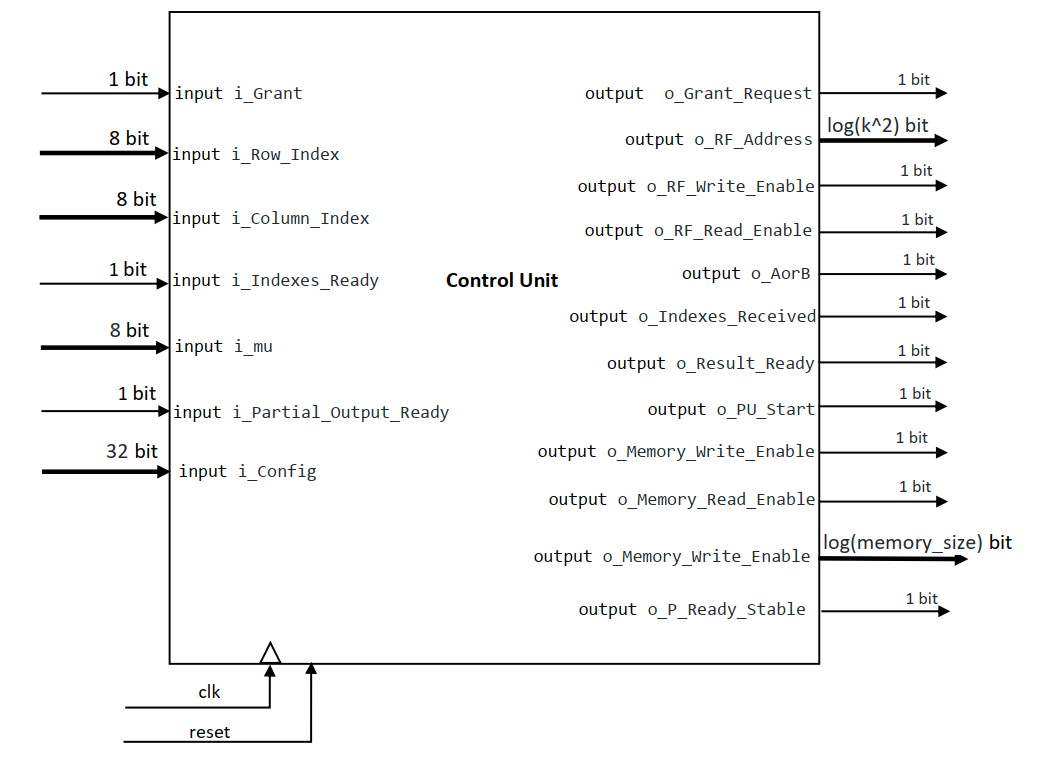 1 bit
input i_Grant
8 bit
input i_Row_Index
8 bit
input i_Column_Index
1 bit
input i_Indexes_Ready
8 bit
input i_mu
1 bit
input i_Partial_Output_Ready
32 bit
input i_Config
Control Unit
output o_Grant_Request
1 bit
output o_RF_Address
log(k^2) bit
output o_RF_Write_Enable
1 bit
output o_RF_Read_Enable
1 bit
output o_AorB
1 bit
output o_Indexes_Received
1 bit
output o_Result_Ready
1 bit
output o_PU_Start
1 bit
output o_Memory_Write_Enable
1 bit
output o_Memory_Read_Enable
1 bit
output o_Memory_Write_Enable
log(memory_size) bit
output o_P_Ready_Stable
1 bit
clk
reset